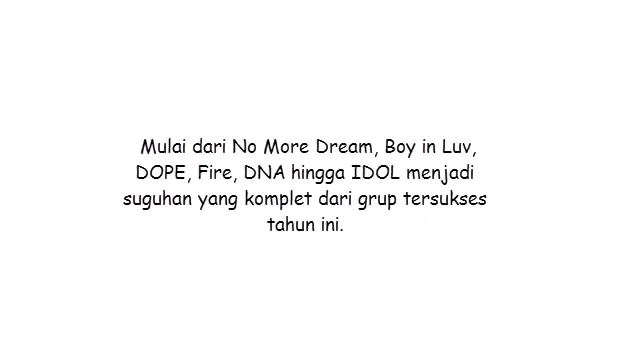 Mulai dari No More Dream, Boy in Luv,
DOPE, Fire, DNA hingga IDOL menjadi
suguhan yang komplet dari grup tersukses
tahun ini.